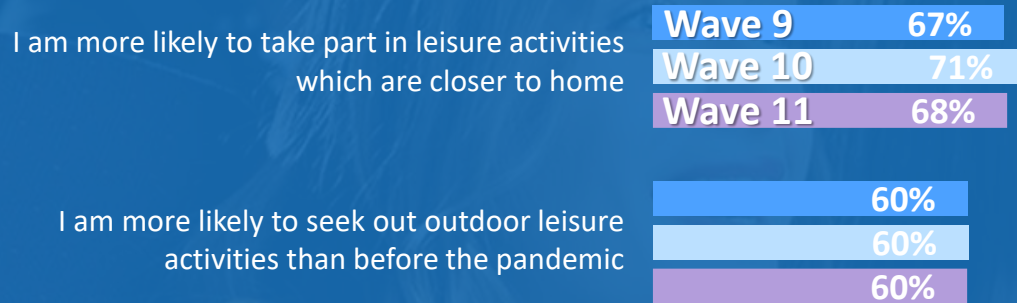 I am more likely to take part in leisure activities
which are closer to home
Wave 9 67%
Wave 10 71%
Wave 11 68%
I am more likely to seek out outdoor leisure
activities than before the pandemic
60%
60%
60%